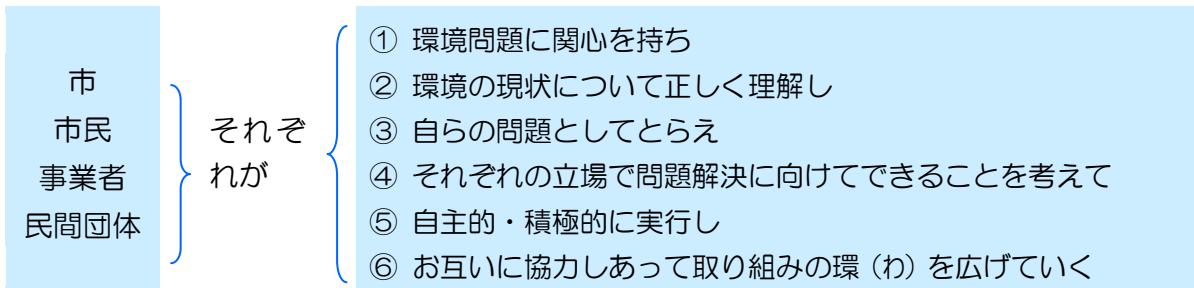 市
市民
事業者
民間団体
それぞ
れが
① 環境問題に関心を持ち
② 環境の現状について正しく理解し
③ 自らの問題としてとらえ
④ それぞれの立場で問題解決に向けてできることを考えて
⑤ 自主的・積極的に実行し
⑥ お互いに協力しあって取り組みの環（わ）を広げていく